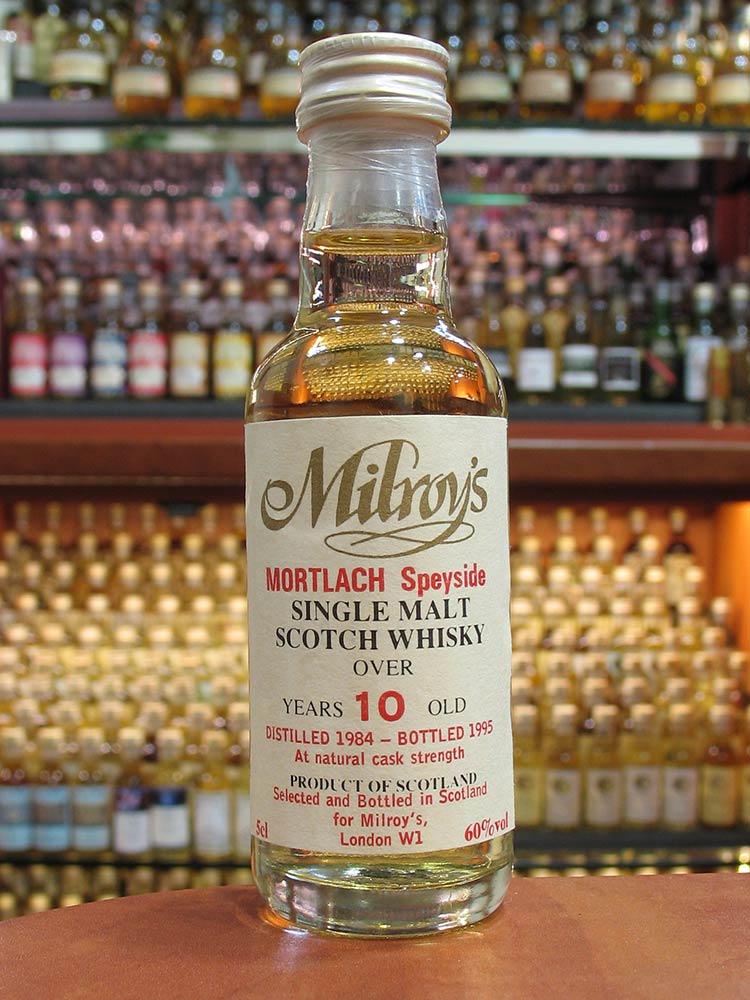 Milroy's
MORTLACH Speyside
SINGLE MALT
SCOTCH WHISKY
OVER
YEARS 10 OLD
DISTILLED 1984 – BOTTLED 1995
At natural cask strength
PRODUCT OF SCOTLAND
Selected and Bottled in Scotland
for Milroy's,
5cl London W1 60%vol